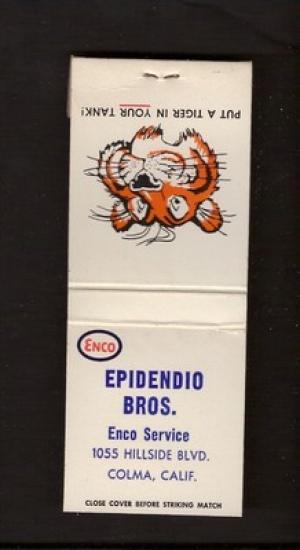 PUT A TIGER IN YOUR TANK!
ENCO
EPIDENDIO
BROS.
Enco Service
1055 HILLSIDE BLVD.
COLMA, CALIF.
CLOSE COVER BEFORE STRIKING MATCH